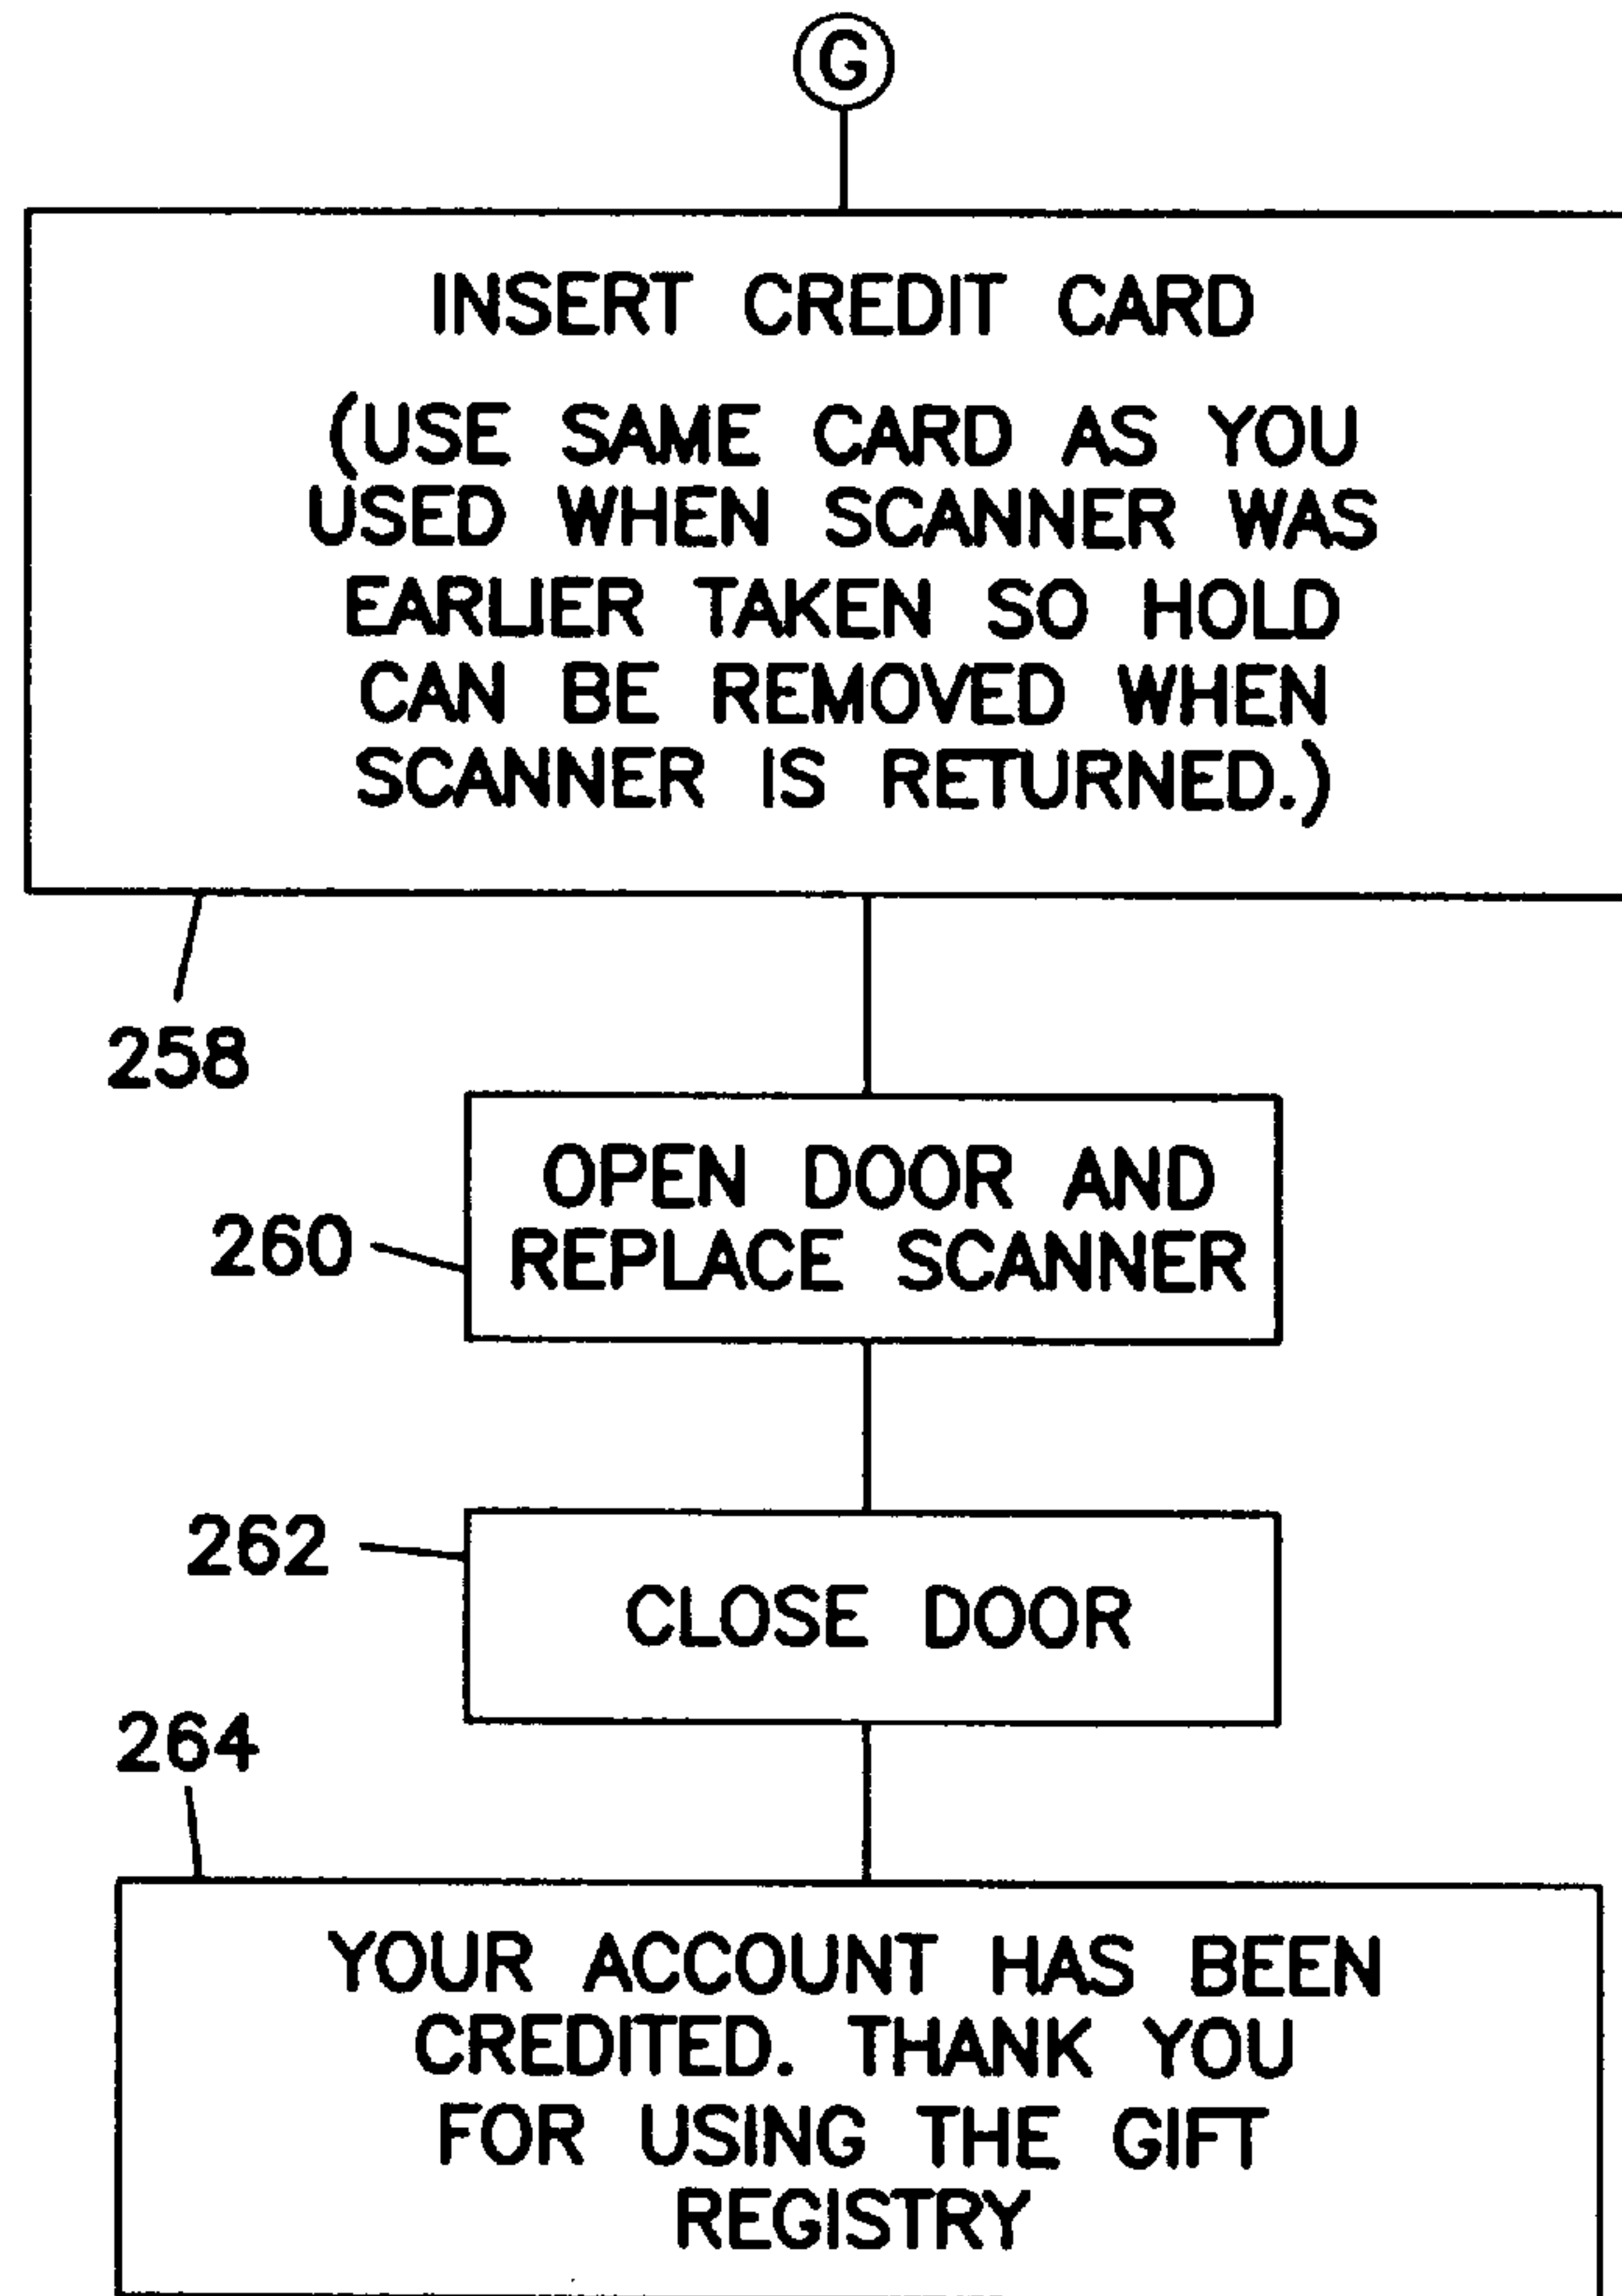 G
INSERT CREDIT CARD
(USE SAME CARD AS YOU
USED WHEN SCANNER WAS
EARLIER TAKEN SO HOLD
CAN BE REMOVED WHEN
SCANNER IS RETURNED.)
258
OPEN DOOR AND
REPLACE SCANNER
260
262
CLOSE DOOR
264
YOUR ACCOUNT HAS BEEN
CREDITED. THANK YOU
FOR USING THE GIFT
REGISTRY